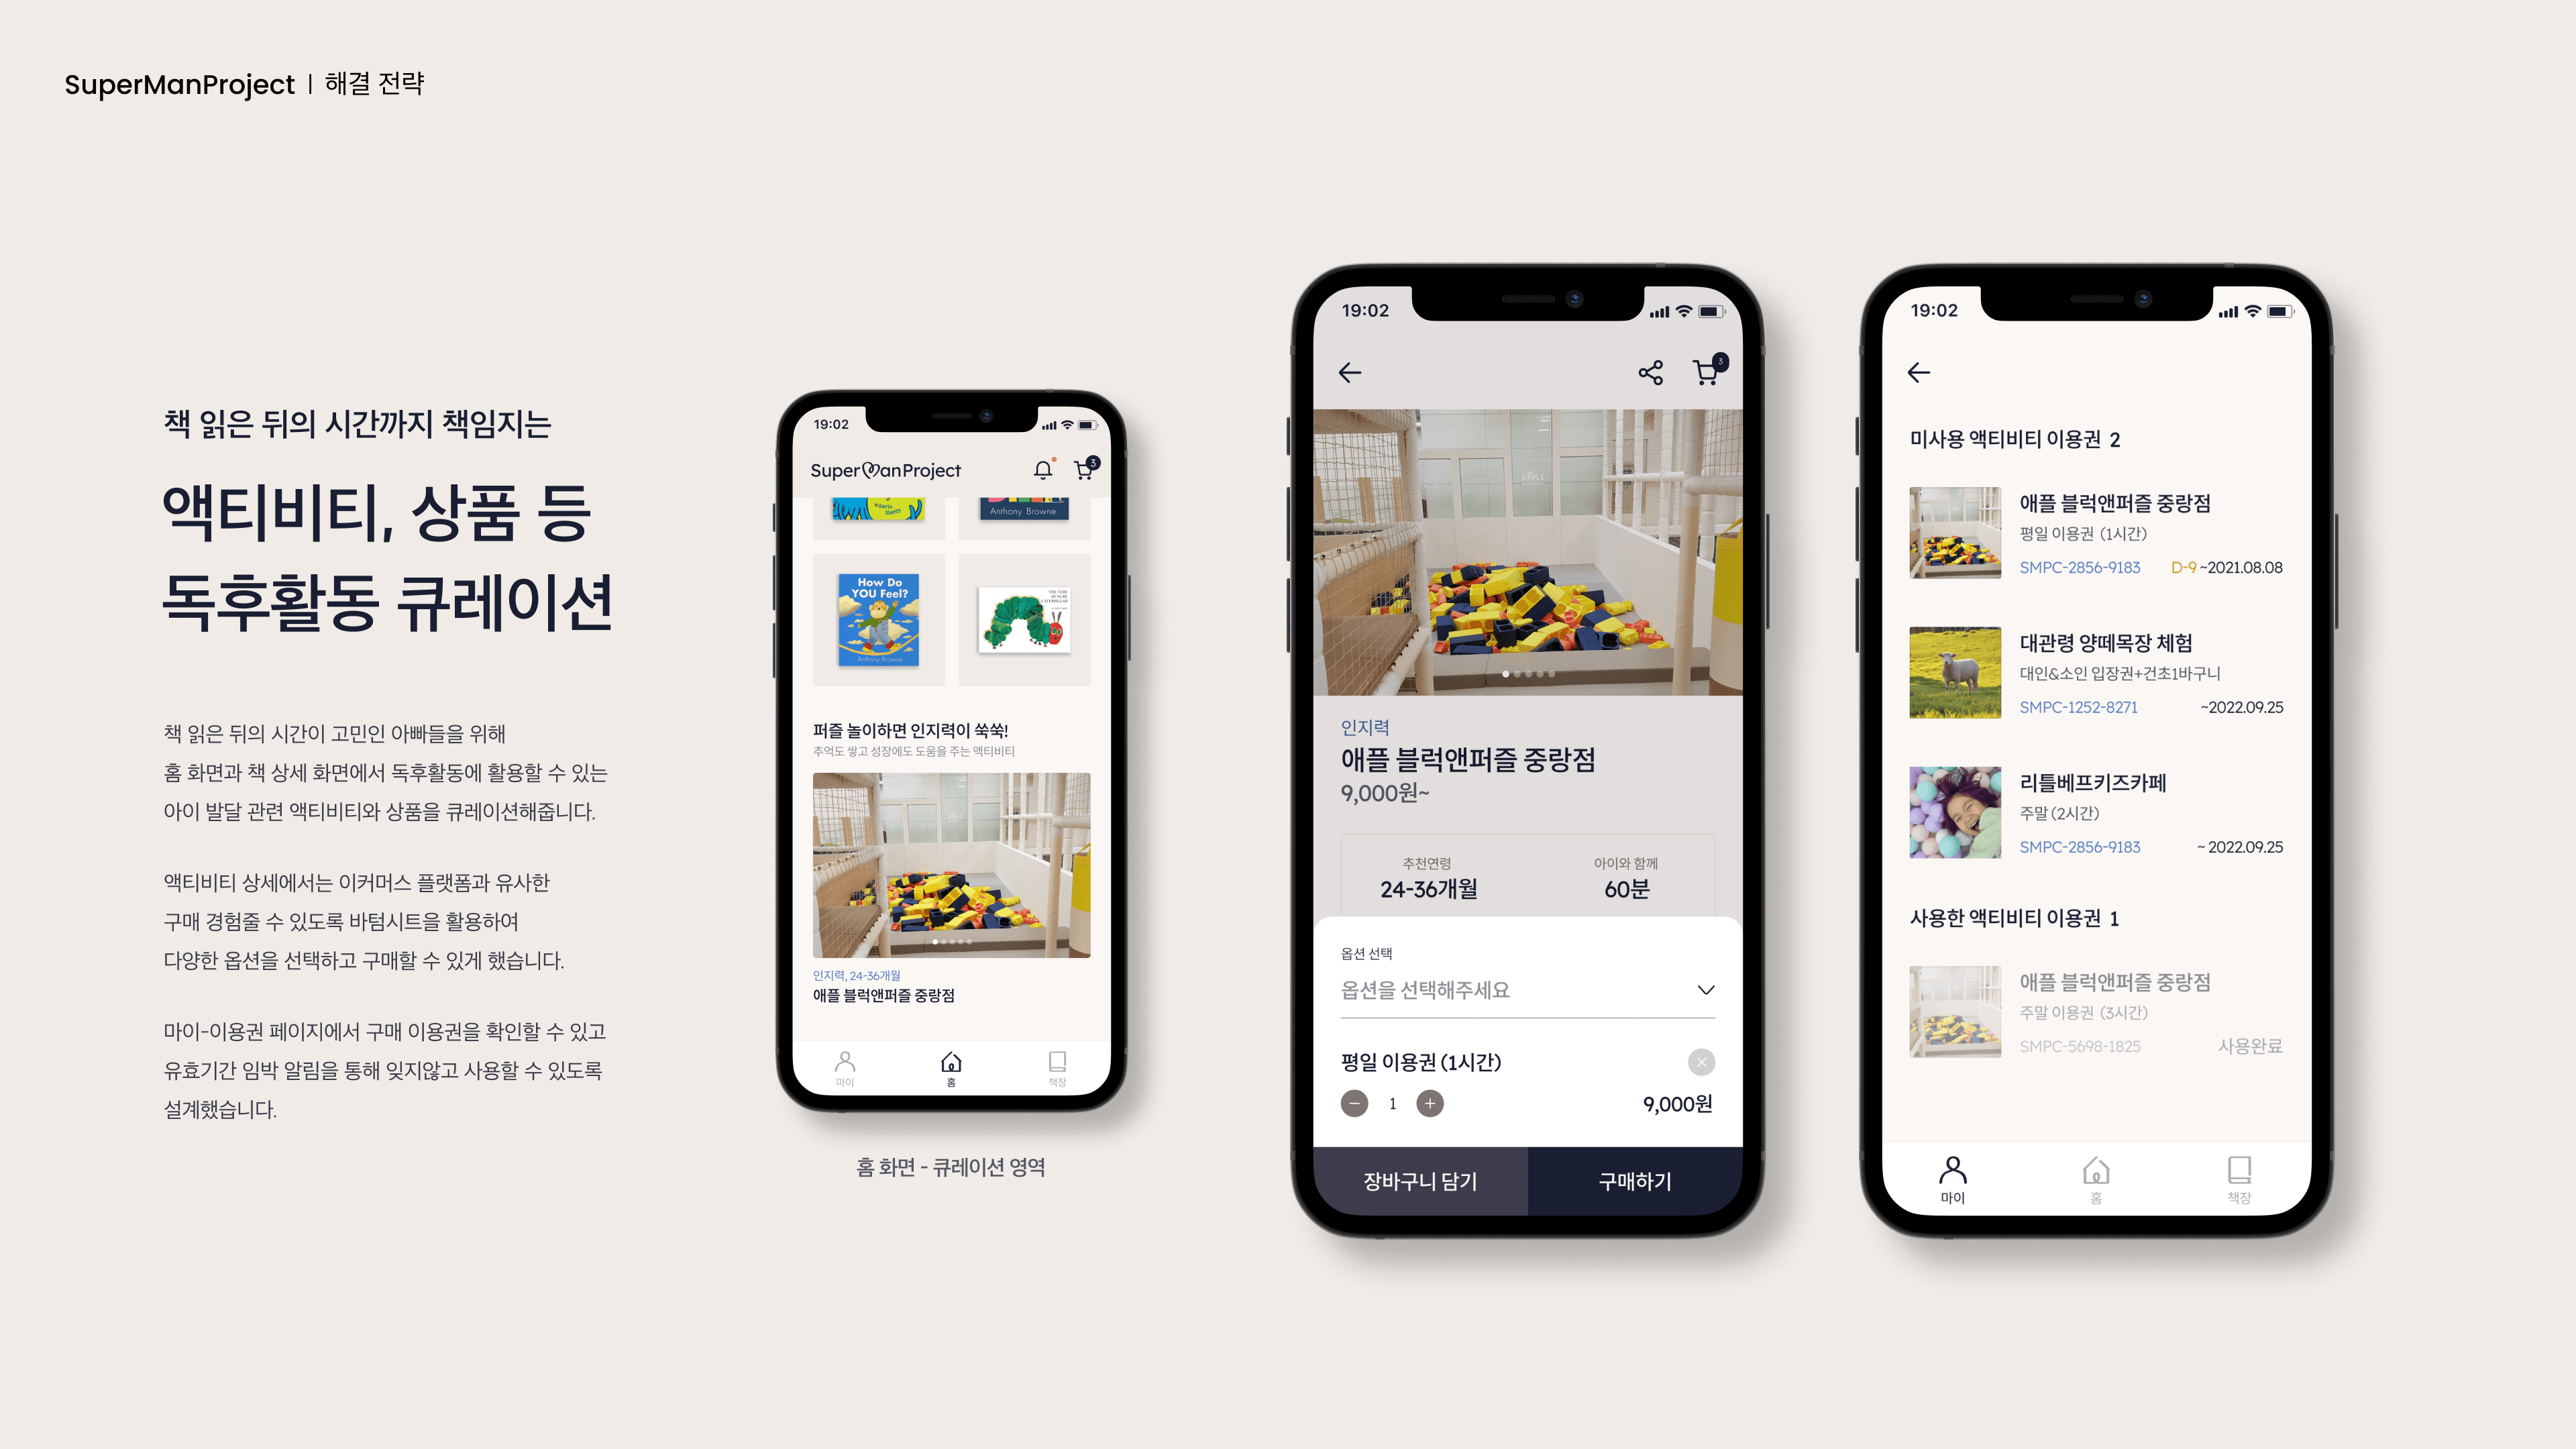 SuperManProject | 해결 전략
책 읽은 뒤의 시간까지 책임지는
액티비티, 상품 등
독후활동 큐레이션
책 읽은 뒤의 시간이 고민인 아빠들을 위해
홈 화면과 책 상세 화면에서 독후활동에 활용할 수 있는
아이 발달 관련 액티비티와 상품을 큐레이션해줍니다.
액티비티 상세에서는 이커머스 플랫폼과 유사한
구매 경험줄 수 있도록 바텀시트을 활용하여
다양한 옵션을 선택하고 구매할 수 있게 했습니다.
마이-이용권 페이지에서 구매 이용권을 확인할 수 있고
유효기간 임박 알림을 통해 잊지않고 사용할 수 있도록
설계했습니다.
19:02
SuperManProject
3
Kevin Sherry
Anthony Browne
How Do
YOU Feel?
Anthony Browne
THE VERY
HUNGRY
CATERPILLAR
퍼즐 놀이하면 인지력이 쑥쑥!
추억도 쌓고 성장에도 도움을 주는 액티비티
인지력, 24-36개월
애플 블럭앤퍼즐 중랑점
마이
홈
책장
홈 화면 - 큐레이션 영역
19:02
3
APPLE
인지력
애플 블럭앤퍼즐 중랑점
9,000원~
추천연령
아이와 함께
24-36개월
60분
옵션 선택
옵션을 선택해주세요
평일 이용권 (1시간)
1
9,000원
장바구니 담기
구매하기
19:02
미사용 액티비티 이용권 2
애플 블럭앤퍼즐 중랑점
평일 이용권 (1시간)
SMPC-2856-9183 D-9 ~2021.08.08
대관령 양떼목장 체험
대인&소인 입장권+건초1바구니
SMPC-1252-8271 ~2022.09.25
리틀베프키즈카페
주말 (2시간)
SMPC-2856-9183 ~ 2022.09.25
사용한 액티비티 이용권 1
애플 블럭앤퍼즐 중랑점
주말 이용권 (3시간)
SMPC-5698-1825 사용완료
마이
홈
책장